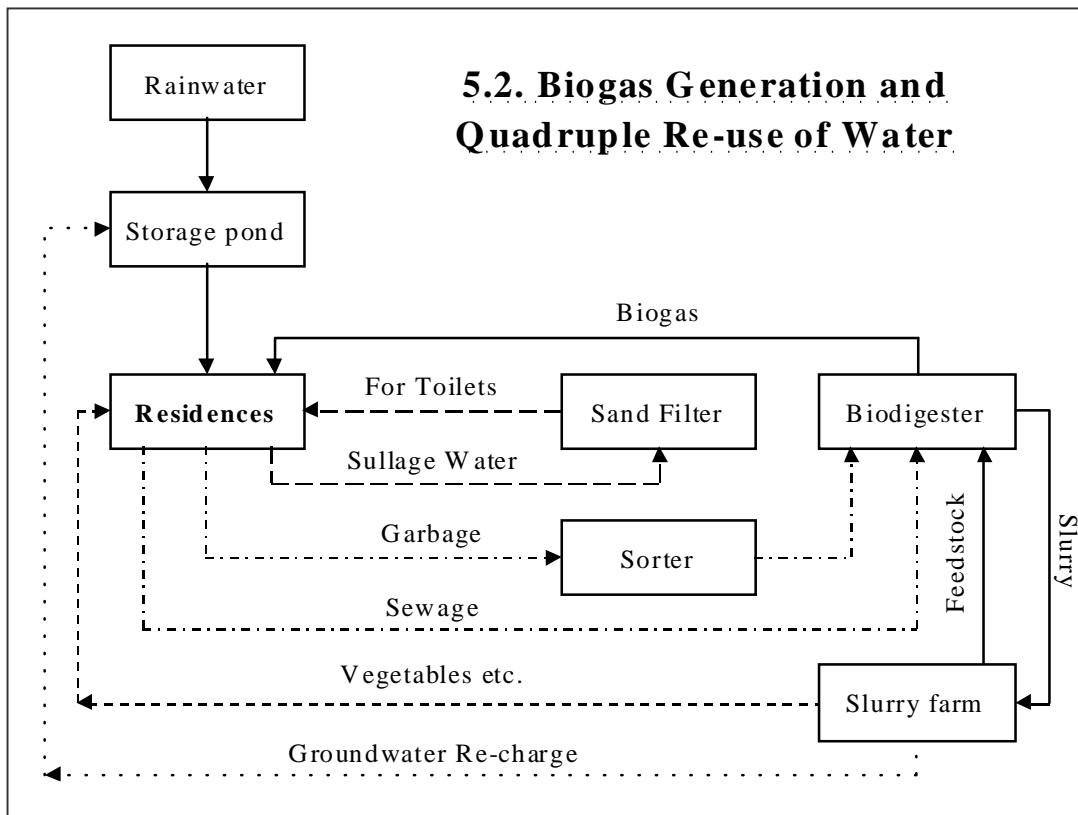 Rainwater
5.2. Biogas Generation and
Quadruple Re-use of Water
Storage pond
Biogas
Residences
For Toilets
Sand Filter
Biodigester
Sullage Water
Garbage
Sorter
Feedstock
Slurry
Sewage
Vegetables etc.
Slurry farm
Groundwater Re-charge